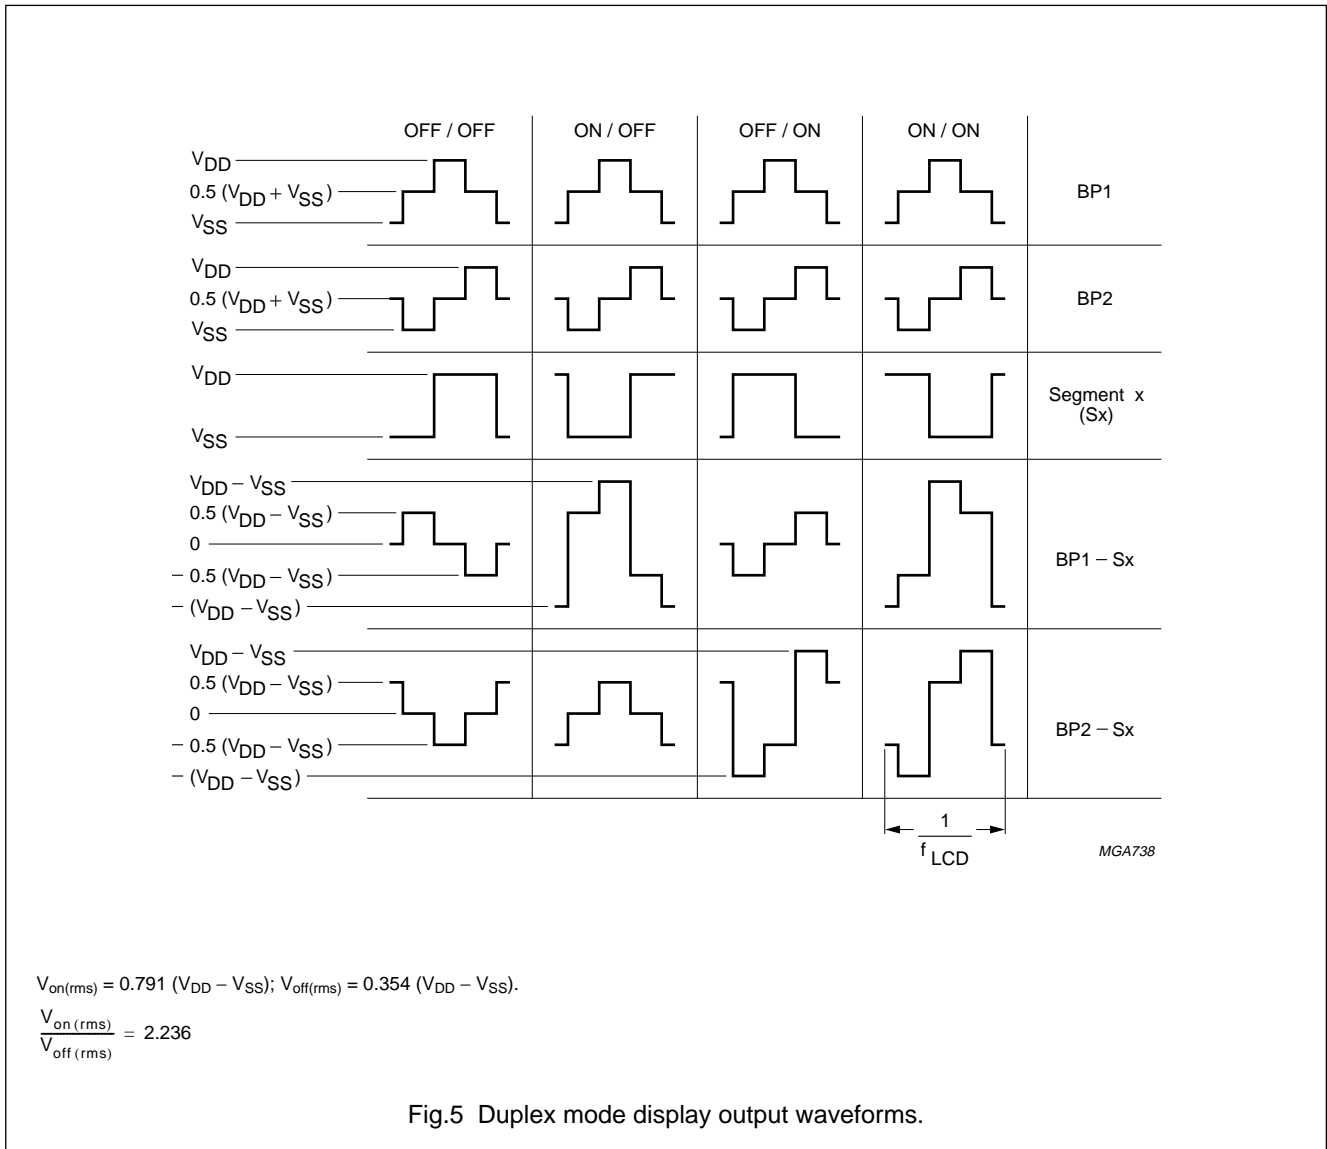 OFF / OFF ON / OFF OFF / ON ON / ON
VDD
0.5 (VDD + VSS)
VSS
BP1
VDD
0.5 (VDD + VSS)
VSS
BP2
VDD
VSS
Segment x
(Sx)
VDD − VSS
0.5 (VDD − VSS)
0
− 0.5 (VDD − VSS)
− (VDD − VSS)
BP1 − Sx
VDD − VSS
0.5 (VDD − VSS)
0
− 0.5 (VDD − VSS)
− (VDD − VSS)
BP2 − Sx
1
f LCD
MGA738
Von(rms) = 0.791 (VDD − VSS); Voff(rms) = 0.354 (VDD − VSS).
Von (rms)
Voff (rms)
= 2.236
Fig.5 Duplex mode display output waveforms.